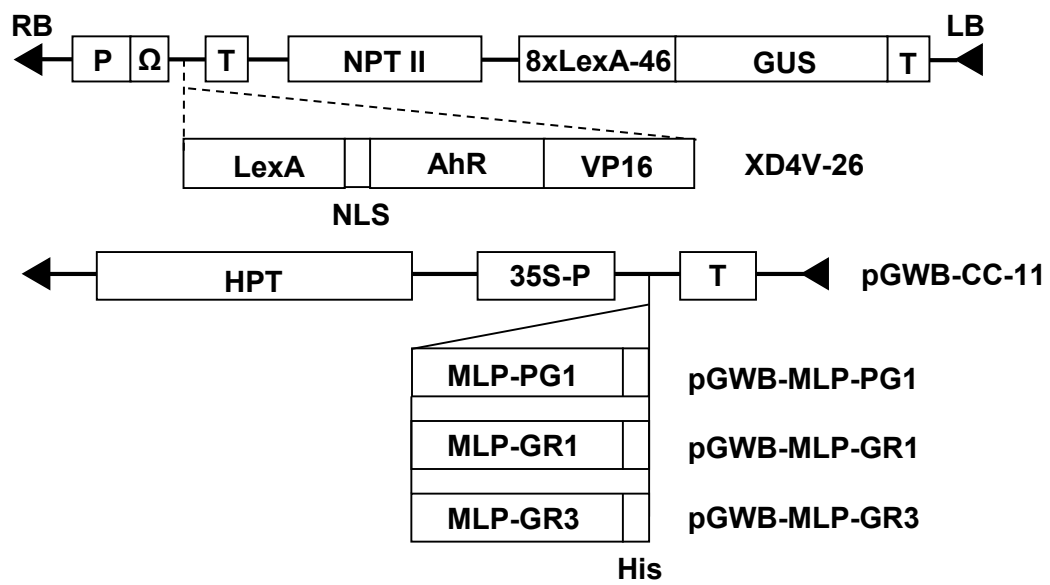 RB LB
P Ω T NPT II 8xLexA-46 GUS T
LexA AhR VP16 XD4V-26
NLS
HPT 35S-P T pGWB-CC-11
MLP-PG1 pGWB-MLP-PG1
MLP-GR1 pGWB-MLP-GR1
MLP-GR3 pGWB-MLP-GR3
His